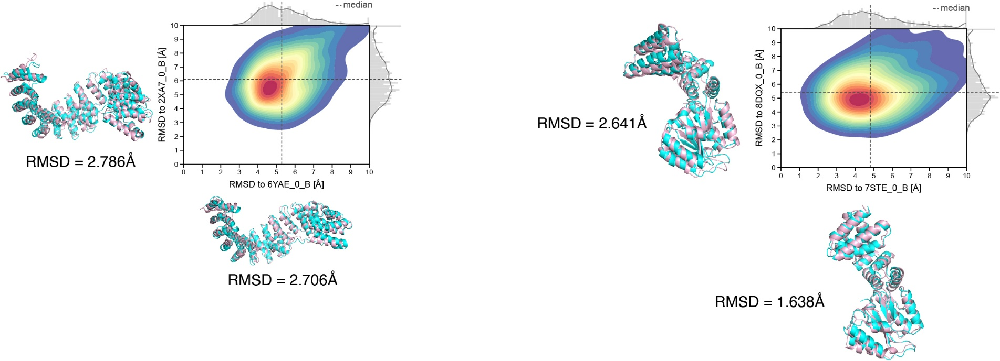 --median
RMSD to 2XA7_0_B [Å]
10
9
8
7
6
5
4
3
2
1
0
0 1 2 3 4 5 6 7 8 9 10
RMSD to 6YAE_0_B [Å]
RMSD = 2.786Å
RMSD = 2.706Å
--median
RMSD = 2.641Å
RMSD to 8DQX_0_B [Å]
10
9
8
7
6
5
4
3
2
1
0
0 1 2 3 4 5 6 7 8 9 10
RMSD to 7STE_0_B [Å]
RMSD = 1.638Å